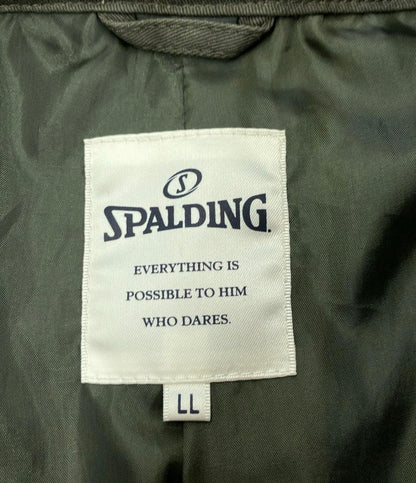 S
SPALDING.
EVERYTHING IS
POSSIBLE TO HIM
WHO DARES.
LL